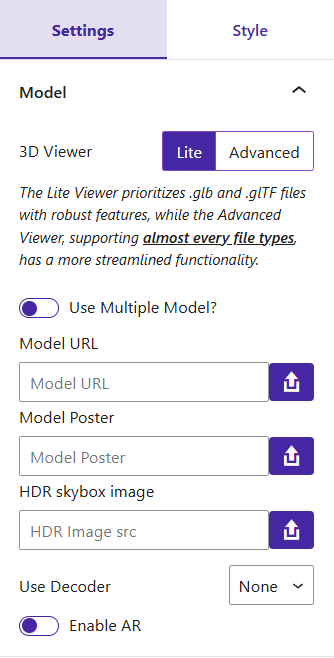 Settings Style
Model
3D Viewer Lite Advanced
The Lite Viewer prioritizes .glb and .glTF files
with robust features, while the Advanced
Viewer, supporting almost every file types,
has a more streamlined functionality.
Use Multiple Model?
Model URL
Model URL
Model Poster
Model Poster
HDR skybox image
HDR Image src
Use Decoder None
Enable AR